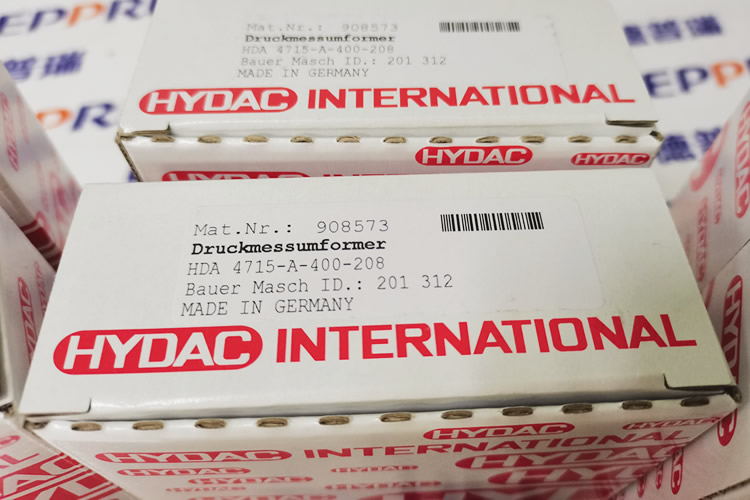 EPPR
Mat.Nr.: 908573
Druckmessumformer
HDA 4715-A-400-208
Bauer Masch ID.: 201 312
MADE IN GERMANY
HYDAC INTERNATIONAL
HYDAC
HYDAC
Mat.Nr.: 908573
Druckmessumformer
HDA 4715-A-400-208
Bauer Masch ID.: 201 312
MADE IN GERMANY
HYDAC INTERNATIONAL
HYDAC
HYDAC INTERNATIONAL